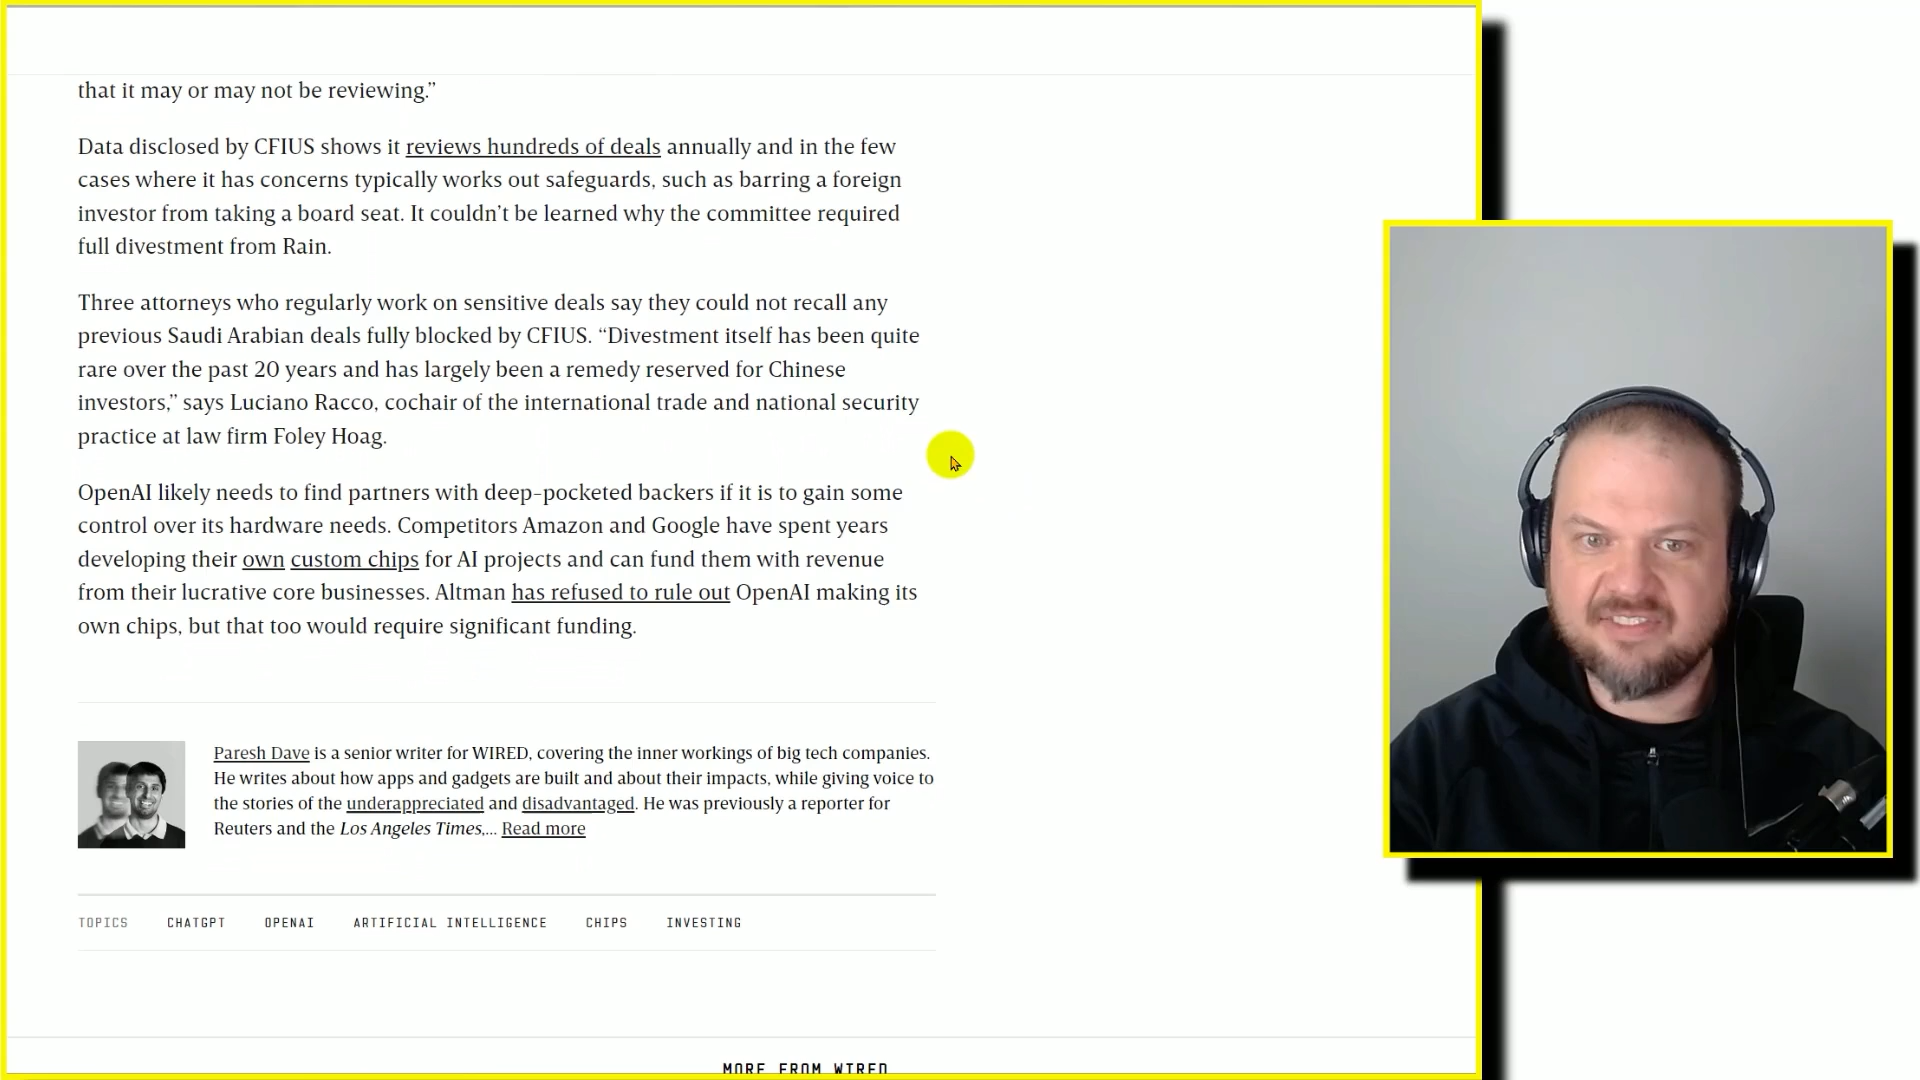 that it may or may not be reviewing.”
Data disclosed by CFIUS shows it reviews hundreds of deals annually and in the few
cases where it has concerns typically works out safeguards, such as barring a foreign
investor from taking a board seat. It couldn’t be learned why the committee required
full divestment from Rain.
Three attorneys who regularly work on sensitive deals say they could not recall any
previous Saudi Arabian deals fully blocked by CFIUS. “Divestment itself has been quite
rare over the past 20 years and has largely been a remedy reserved for Chinese
investors,” says Luciano Racco, cochair of the international trade and national security
practice at law firm Foley Hoag.
OpenAI likely needs to find partners with deep-pocketed backers if it is to gain some
control over its hardware needs. Competitors Amazon and Google have spent years
developing their own custom chips for AI projects and can fund them with revenue
from their lucrative core businesses. Altman has refused to rule out OpenAI making its
own chips, but that too would require significant funding.
Paresh Dave is a senior writer for WIRED, covering the inner workings of big tech companies.
He writes about how apps and gadgets are built and about their impacts, while giving voice to
the stories of the underappreciated and disadvantaged. He was previously a reporter for
Reuters and the Los Angeles Times,... Read more
TOPICS CHATGPT OPENAI ARTIFICIAL INTELLIGENCE CHIPS INVESTING
MORE FROM WIRED